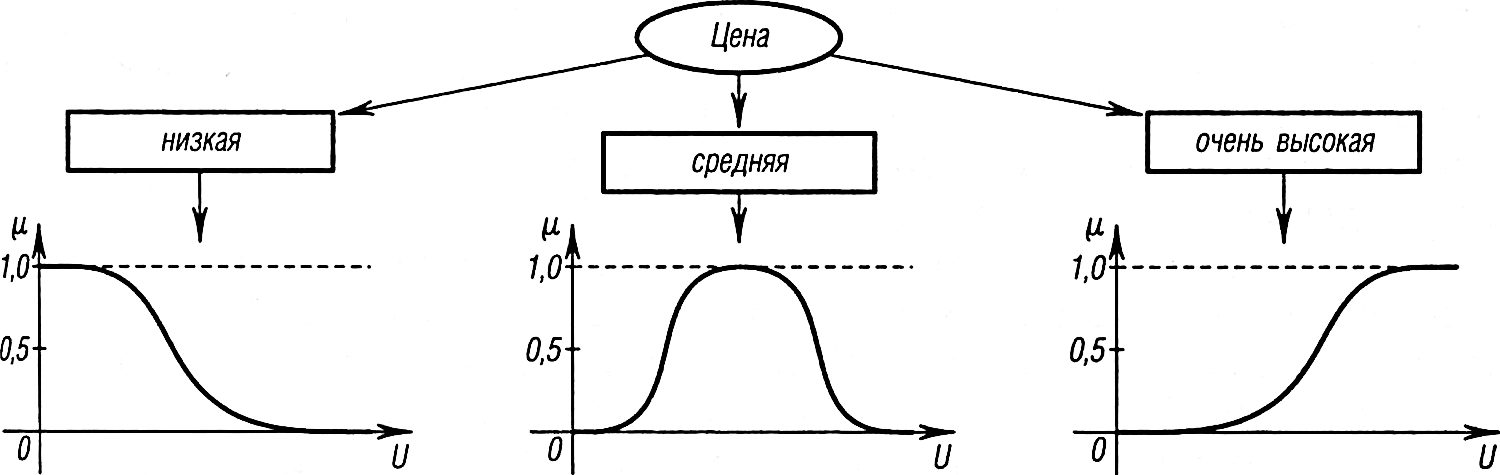 Цена
низкая
средняя
очень высокая
μ
1,0
0,5
0
U
μ
1,0
0,5
0
U
μ
1,0
0,5
0
U